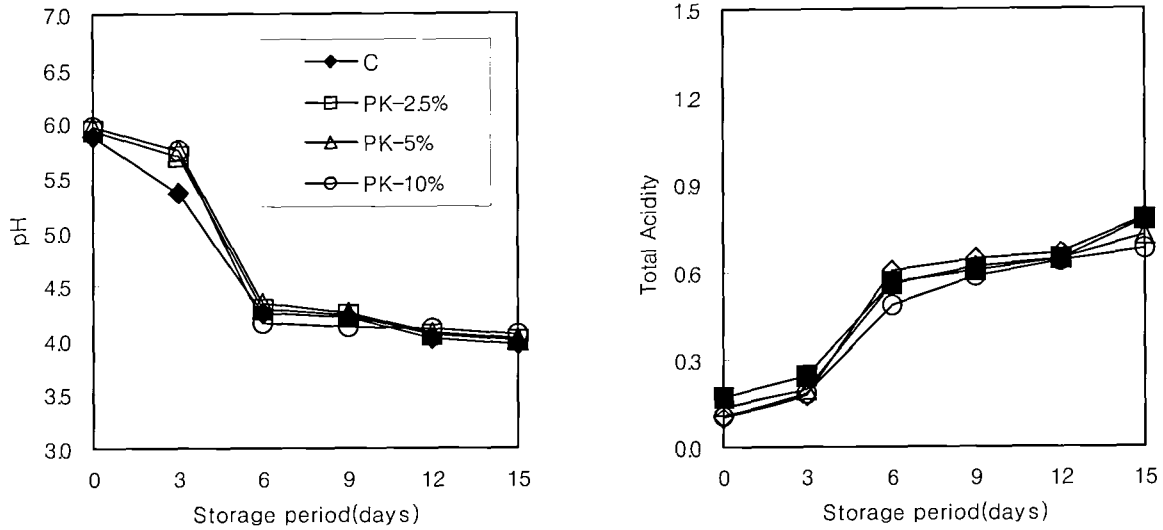 7.0
6.5
6.0
5.5
5.0
4.5
4.0
3.5
3.0
pH
C
PK-2.5%
PK-5%
PK-10%
0 3 6 9 12 15
Storage period(days)
1.5
1.2
0.9
0.6
0.3
0.0
Total Acidity
0 3 6 9 12 15
Storage period(days)